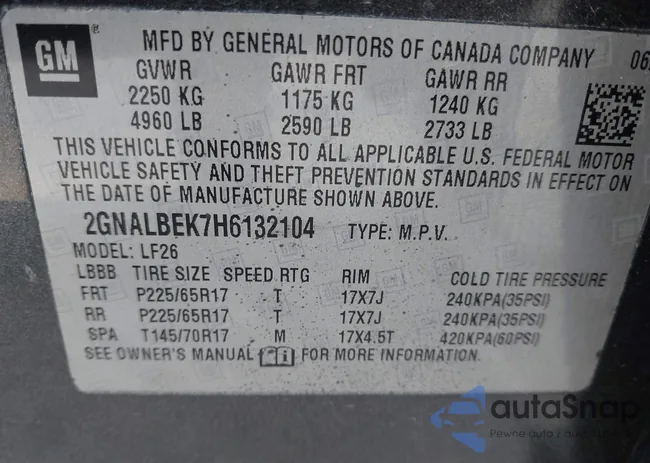 GM
MFD BY GENERAL MOTORS OF CANADA COMPANY 06
GVWR GAWR FRT GAWR RR
2250 KG 1175 KG 1240 KG
4960 LB 2590 LB 2733 LB
THIS VEHICLE CONFORMS TO ALL APPLICABLE U.S. FEDERAL MOTOR
VEHICLE SAFETY AND THEFT PREVENTION STANDARDS IN EFFECT ON
THE DATE OF MANUFACTURE SHOWN ABOVE.
2GNALBEK7H6132104 TYPE: M.P.V.
MODEL: LF26
LBBB TIRE SIZE SPEED RTG RIM COLD TIRE PRESSURE
FRT P225/65R17 T 17X7J 240KPA(35PSI)
RR P225/65R17 T 17X7J 240KPA(35PSI)
SPA T145/70R17 M 17X4.5T 420KPA(60PSI)
SEE OWNER'S MANUAL FOR MORE INFORMATION.
autaSnap
Pewne auto z